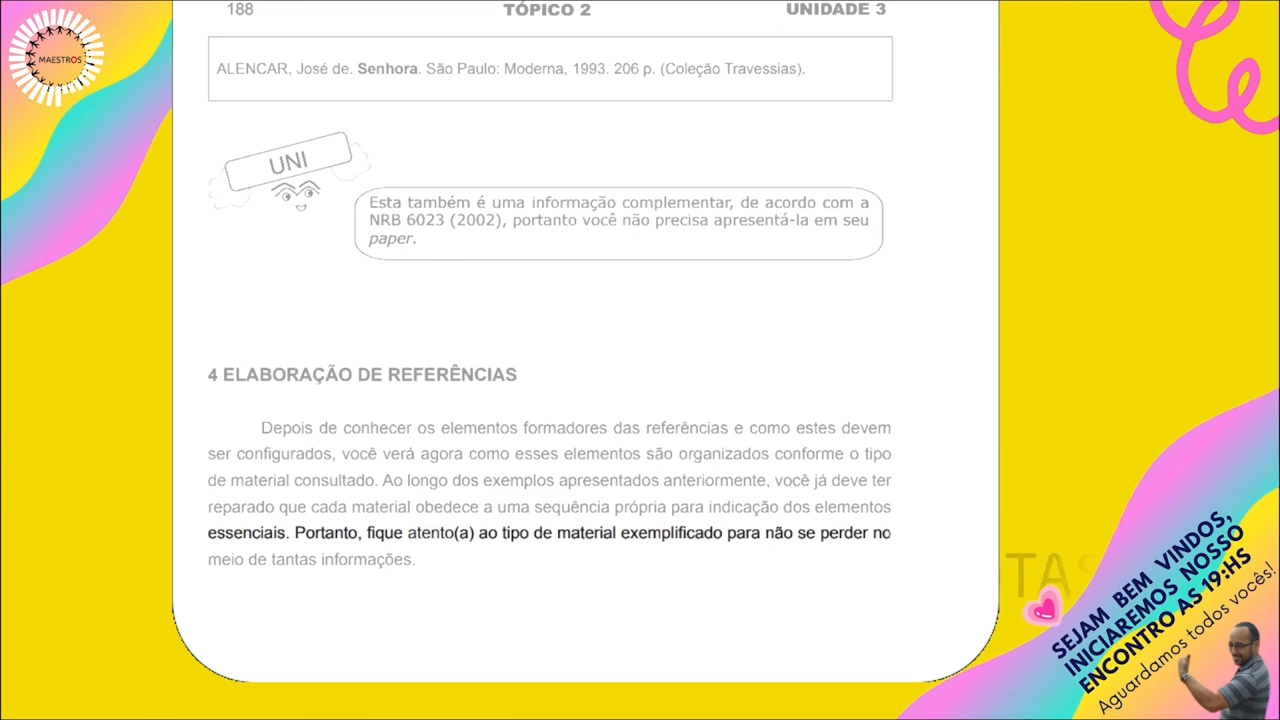 188 TÓPICO 2 UNIDADE 3
MAESTROS
ALENCAR, José de. Senhora. São Paulo: Moderna, 1993. 206 p. (Coleção Travessias).
UNI
Esta também é uma informação complementar, de acordo com a
NRB 6023 (2002), portanto você não precisa apresentá-la em seu
paper.
4 ELABORAÇÃO DE REFERÊNCIAS
Depois de conhecer os elementos formadores das referências e como estes devem
ser configurados, você verá agora como esses elementos são organizados conforme o tipo
de material consultado. Ao longo dos exemplos apresentados anteriormente, você já deve ter
reparado que cada material obedece a uma sequência própria para indicação dos elementos
essenciais. Portanto, fique atento(a) ao tipo de material exemplificado para não se perder no
meio de tantas informações.
SEJAM BEM VINDOS,
INICIAREMOS NOSSO
ENCONTRO AS 19:HS
Aguardamos todos vocês!